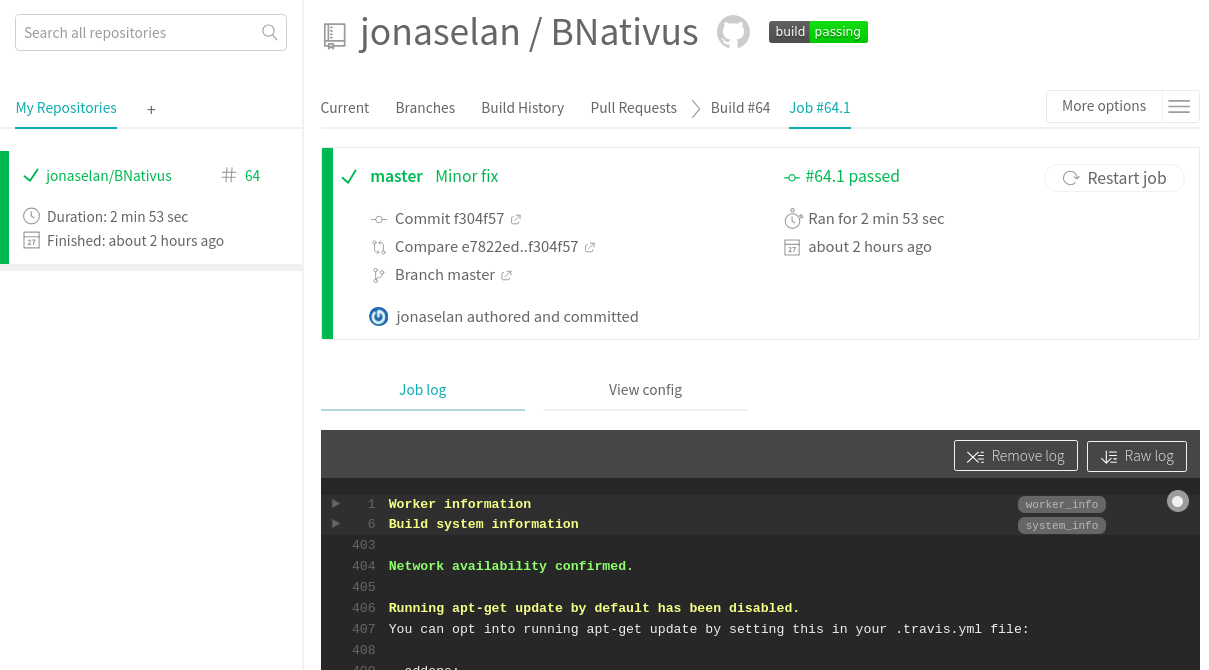 Search all repositories
My Repositories +
jonaselan/BNativus # 64
Duration: 2 min 53 sec
27 Finished: about 2 hours ago
jonaselan / BNativus build passing
Current Branches Build History Pull Requests Build #64 Job #64.1 More options
master Minor fix #64.1 passed Restart job
Commit f304f57 Ran for 2 min 53 sec
Compare e7822ed..f304f57 27 about 2 hours ago
Branch master
jonaselan authored and committed
Job log View config
Remove log Raw log
1 Worker information worker_info
6 Build system information system_info
403
404 Network availability confirmed.
405
406 Running apt-get update by default has been disabled.
407 You can opt into running apt-get update by setting this in your .travis.yml file:
408
409 addons: